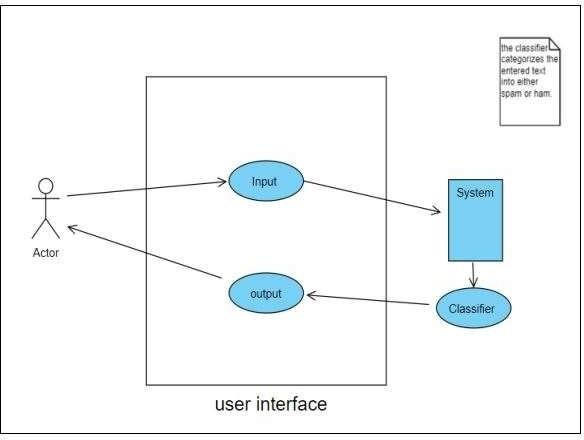 the classifier
categorizes the
entered text
into either
spam or ham.
Input
System
Actor
output
Classifier
user interface